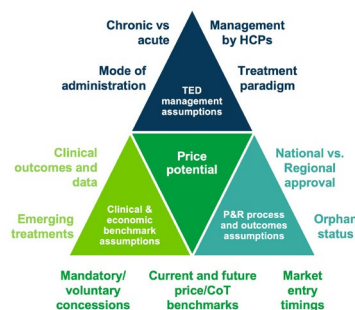 Chronic vs
acute
Management
by HCPs
Mode of
administration
Treatment
paradigm
TED
management
assumptions
Clinical
outcomes and
data
Price
potential
National vs.
Regional
approval
Emerging
treatments
Clinical &
economic
benchmark
assumptions
P&R process
and outcomes
assumptions
Orphan
status
Mandatory/
voluntary
concessions
Current and future
price/CoT
benchmarks
Market
entry
timings